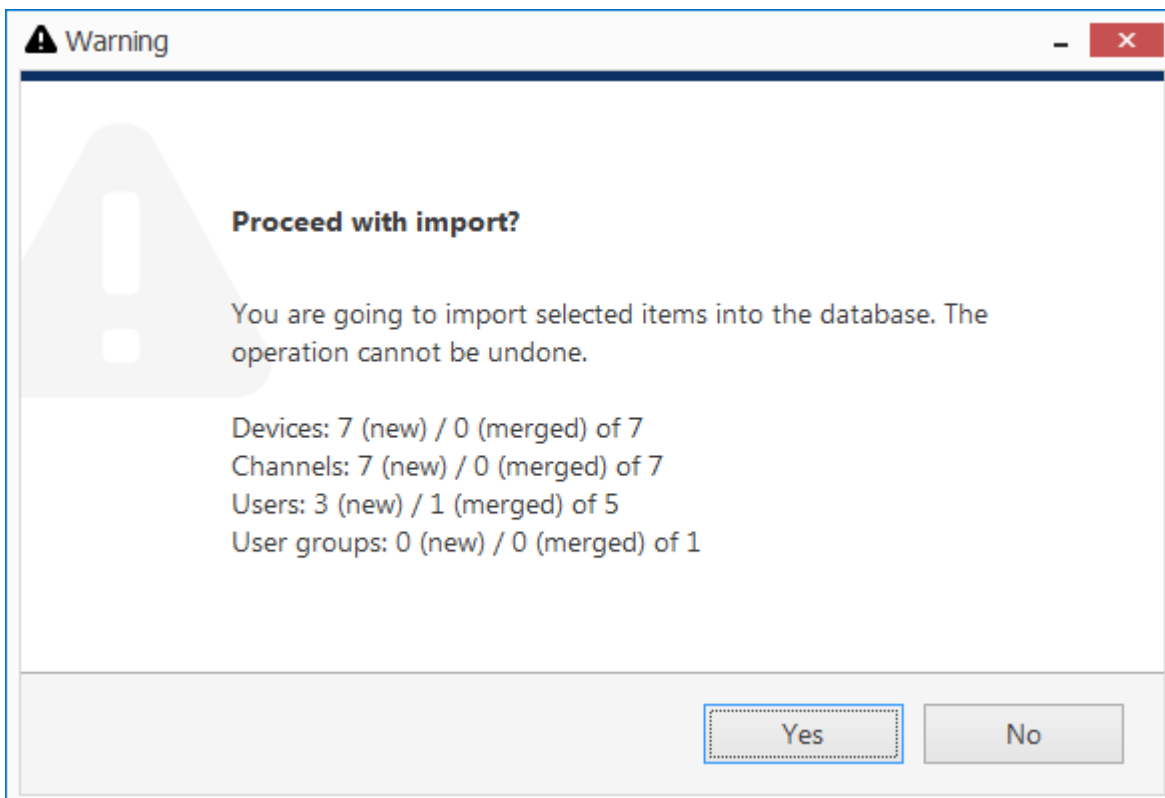 Warning
Proceed with import?
You are going to import selected items into the database. The
operation cannot be undone.
Devices: 7 (new) / 0 (merged) of 7
Channels: 7 (new) / 0 (merged) of 7
Users: 3 (new) / 1 (merged) of 5
User groups: 0 (new) / 0 (merged) of 1
Yes No